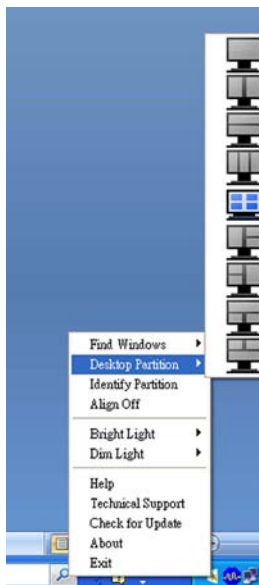 Find Windows
Desktop Partition
Identify Partition
Align Off
Bright Light
Dim Light
Help
Technical Support
Check for Update
About
Exit